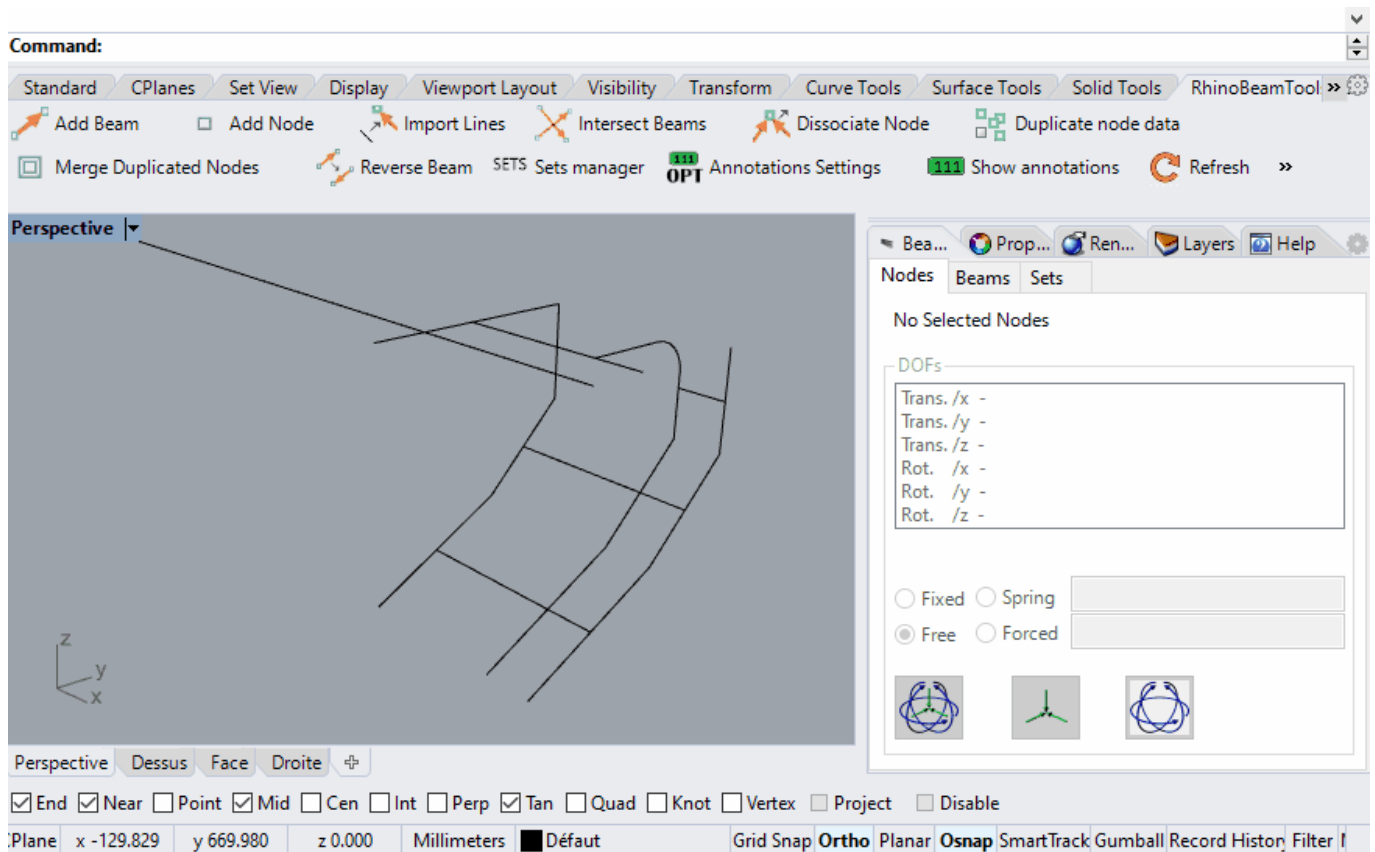 Command:
Standard CPlanes Set View Display Viewport Layout Visibility Transform Curve Tools Surface Tools Solid Tools RhinoBeamTool »
Add Beam Add Node Import Lines Intersect Beams Dissociate Node Duplicate node data
Merge Duplicated Nodes Reverse Beam SETS Sets manager 111 OPT Annotations Settings 111 Show annotations Refresh »
Perspective
Bea... Prop... Ren... Layers Help
Nodes Beams Sets
No Selected Nodes
DOFs
Trans. /x -
Trans. /y -
Trans. /z -
Rot. /x -
Rot. /y -
Rot. /z -
Fixed Spring
Free Forced
z
y
x
Perspective Dessus Face Droite
End Near Point Mid Cen Int Perp Tan Quad Knot Vertex Project Disable
CPlane x -129.829 y 669.980 z 0.000 Millimeters Défaut Grid Snap Ortho Planar Osnap SmartTrack Gumball Record Histor Filter